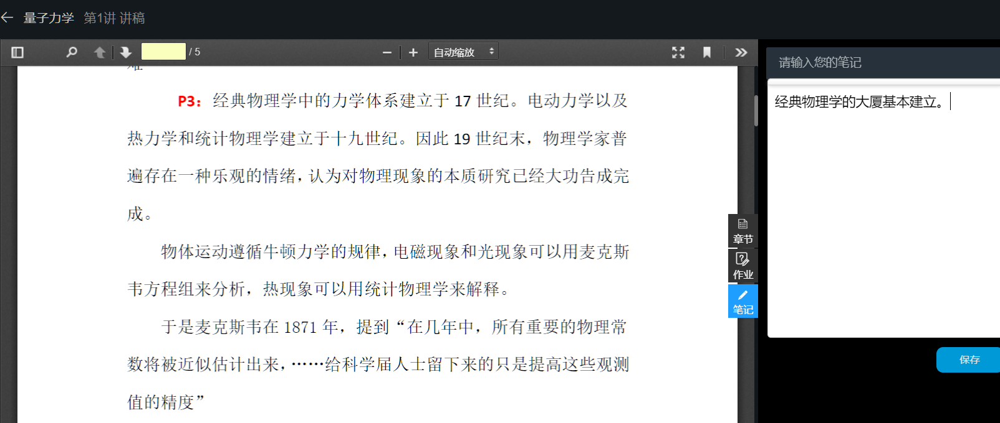 量子力学 第1讲 讲稿
/ 5
自动缩放
请输入您的笔记
P3：经典物理学中的力学体系建立于 17 世纪。电动力学以及
热力学和统计物理学建立于十九世纪。因此 19 世纪末，物理学家普
遍存在一种乐观的情绪，认为对物理现象的本质研究已经大功告成完
成。
物体运动遵循牛顿力学的规律，电磁现象和光现象可以用麦克斯
韦方程组来分析，热现象可以用统计物理学来解释。
于是麦克斯韦在 1871 年，提到“在几年中，所有重要的物理常
数将被近似估计出来，……给科学届人士留下来的只是提高这些观测
值的精度”
章节
作业
笔记
经典物理学的大厦基本建立。
保存